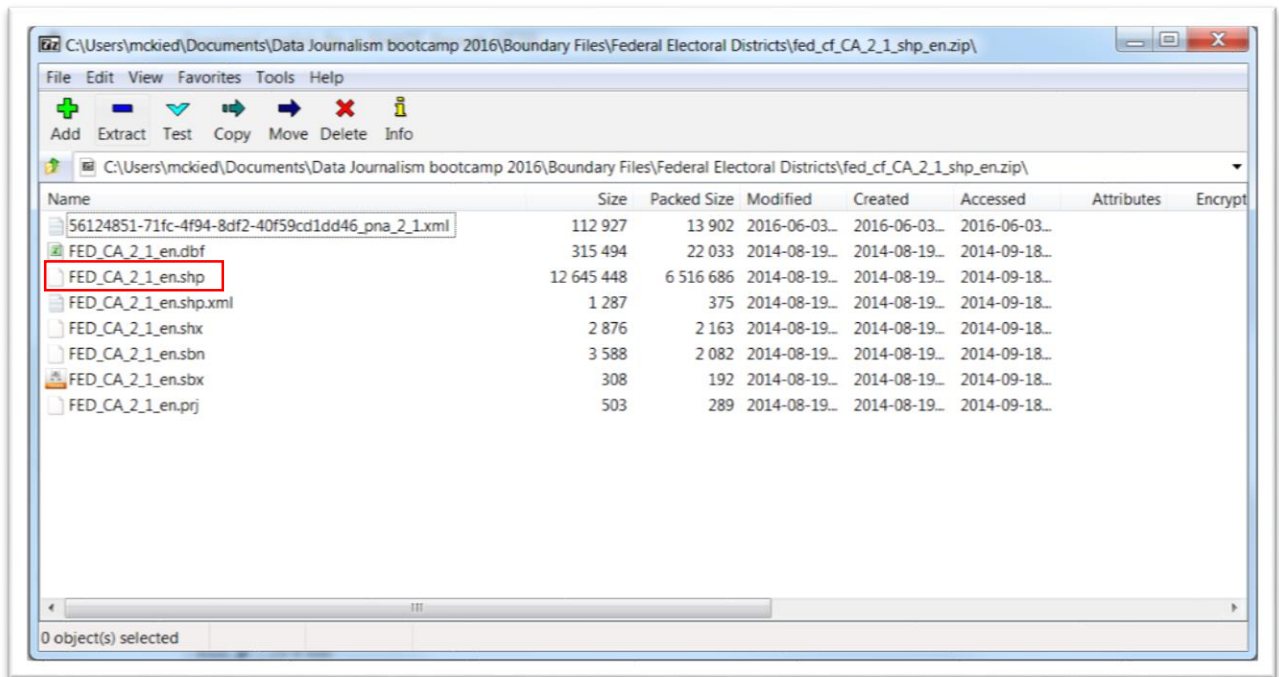 C:\Users\mckied\Documents\Data Journalism bootcamp 2016\Boundary Files\Federal Electoral Districts\fed_cf_CA_2_1_shp_en.zip\
File Edit View Favorites Tools Help
Add Extract Test Copy Move Delete Info
C:\Users\mckied\Documents\Data Journalism bootcamp 2016\Boundary Files\Federal Electoral Districts\fed_cf_CA_2_1_shp_en.zip\
Name Size Packed Size Modified Created Accessed Attributes Encrypt
56124851-71fc-4f94-8df2-40f59cd1dd46_pna_2_1.xml 112 927 13 902 2016-06-03... 2016-06-03... 2016-06-03...
FED_CA_2_1_en.dbf 315 494 22 033 2014-08-19... 2014-08-19... 2014-09-18...
FED_CA_2_1_en.shp 12 645 448 6 516 686 2014-08-19... 2014-08-19... 2014-09-18...
FED_CA_2_1_en.shp.xml 1 287 375 2014-08-19... 2014-08-19... 2014-09-18...
FED_CA_2_1_en.shx 2 876 2 163 2014-08-19... 2014-08-19... 2014-09-18...
FED_CA_2_1_en.sbn 3 588 2 082 2014-08-19... 2014-08-19... 2014-09-18...
FED_CA_2_1_en.sbx 308 192 2014-08-19... 2014-08-19... 2014-09-18...
FED_CA_2_1_en.prj 503 289 2014-08-19... 2014-08-19... 2014-09-18...
0 object(s) selected